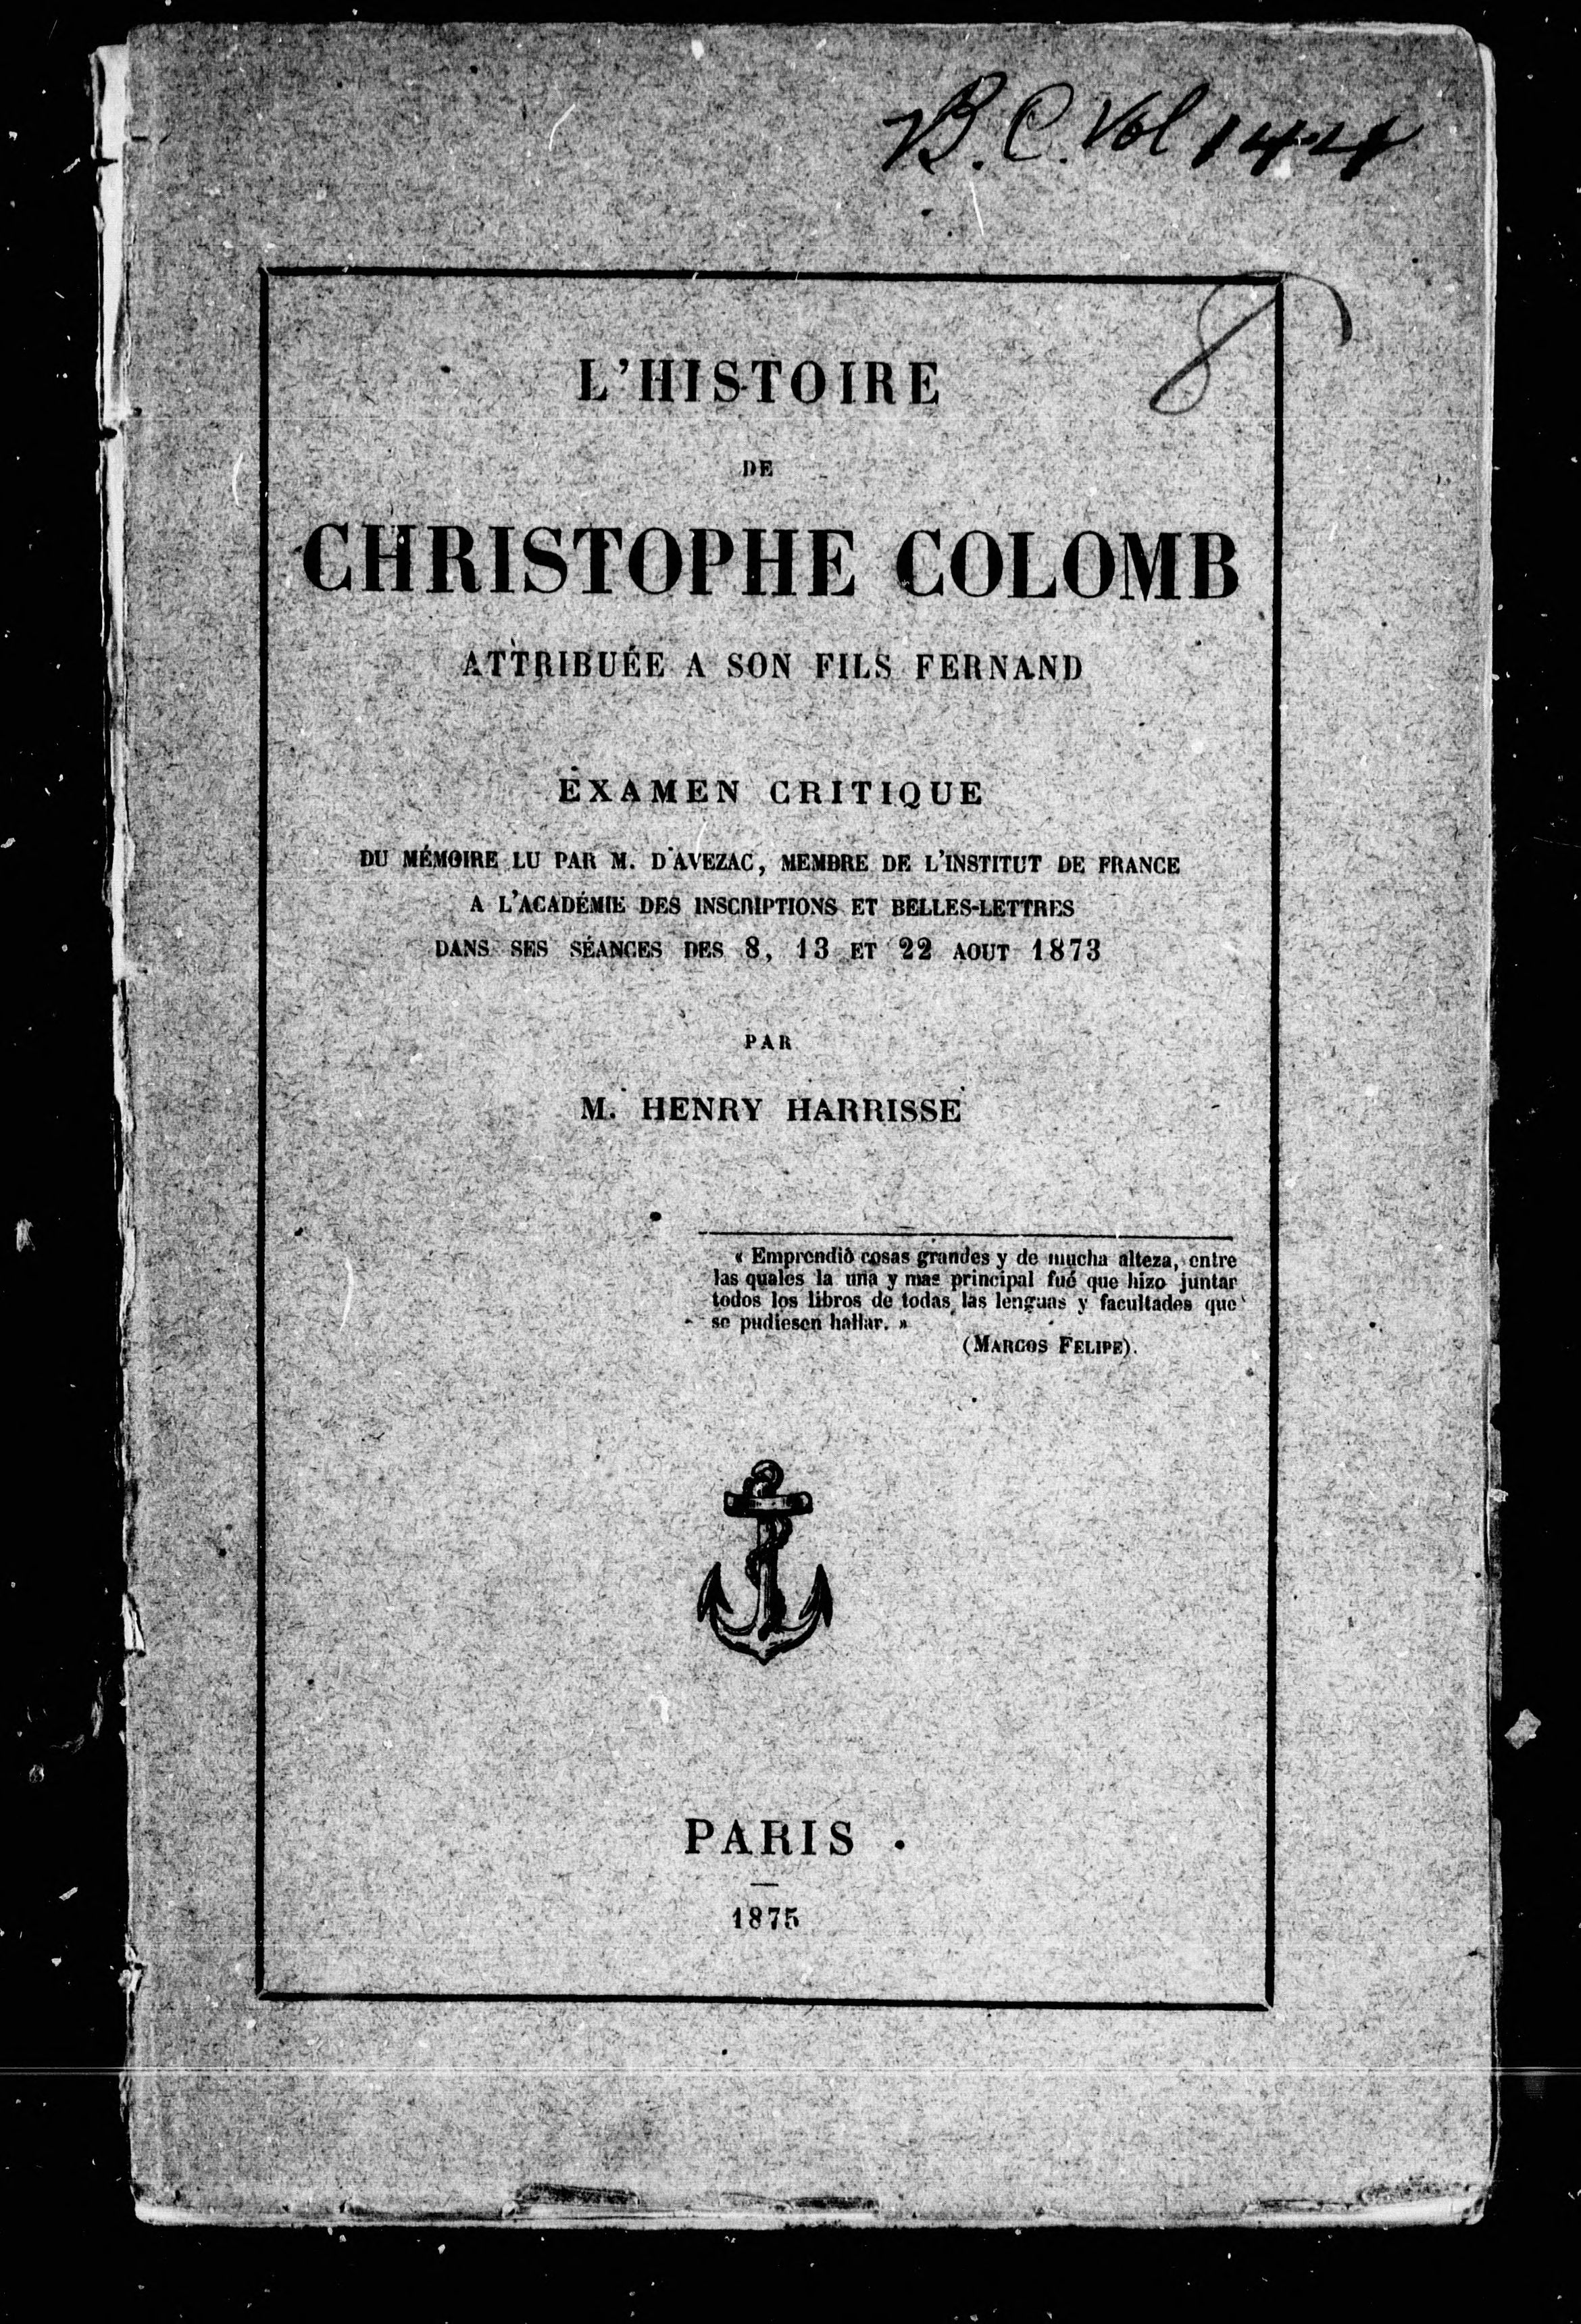 B. C. Vol
8
L'HISTOIRE
DE
CHRISTOPHE COLOMB
ATTRIBUÉE A SON FILS FERNAND
EXAMEN CRITIQUE
DU MÉMOIRE LU PAR M. D'AVEZAC, MEMBRE DE L'INSTITUT DE FRANCE
A L'ACADÉMIE DES INSCRIPTIONS ET BELLES-LETTRES
DANS SES SÉANCES DES 8, 13 ET 22 AOUT 1873
PAR
M. HENRY HARRISSE
« Emprendiò cosas grandes y de mucha alteza, entre
las quales la una y mas principal fué que hizo juntar
todos los libros de todas las lenguas y facultades que
se pudiesen hallar. »
(MARCOS FELIPE).
PARIS
1875